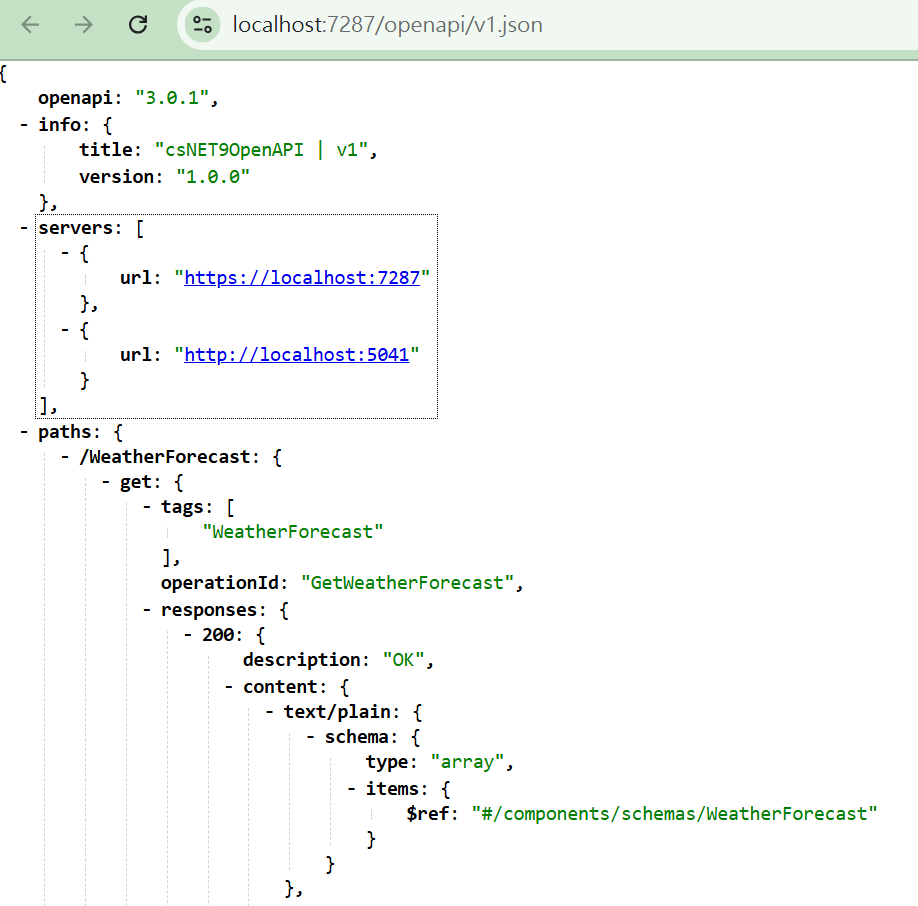 localhost:7287/openapi/v1.json
{
openapi: "3.0.1",
- info: {
title: "csNET9OpenAPI | v1",
version: "1.0.0"
},
- servers: [
- {
url: "https://localhost:7287"
},
- {
url: "http://localhost:5041"
}
],
- paths: {
- /WeatherForecast: {
- get: {
- tags: [
"WeatherForecast"
],
operationId: "GetWeatherForecast",
- responses: {
- 200: {
description: "OK",
- content: {
- text/plain: {
- schema: {
type: "array",
- items: {
$ref: "#/components/schemas/WeatherForecast"
}
}
},